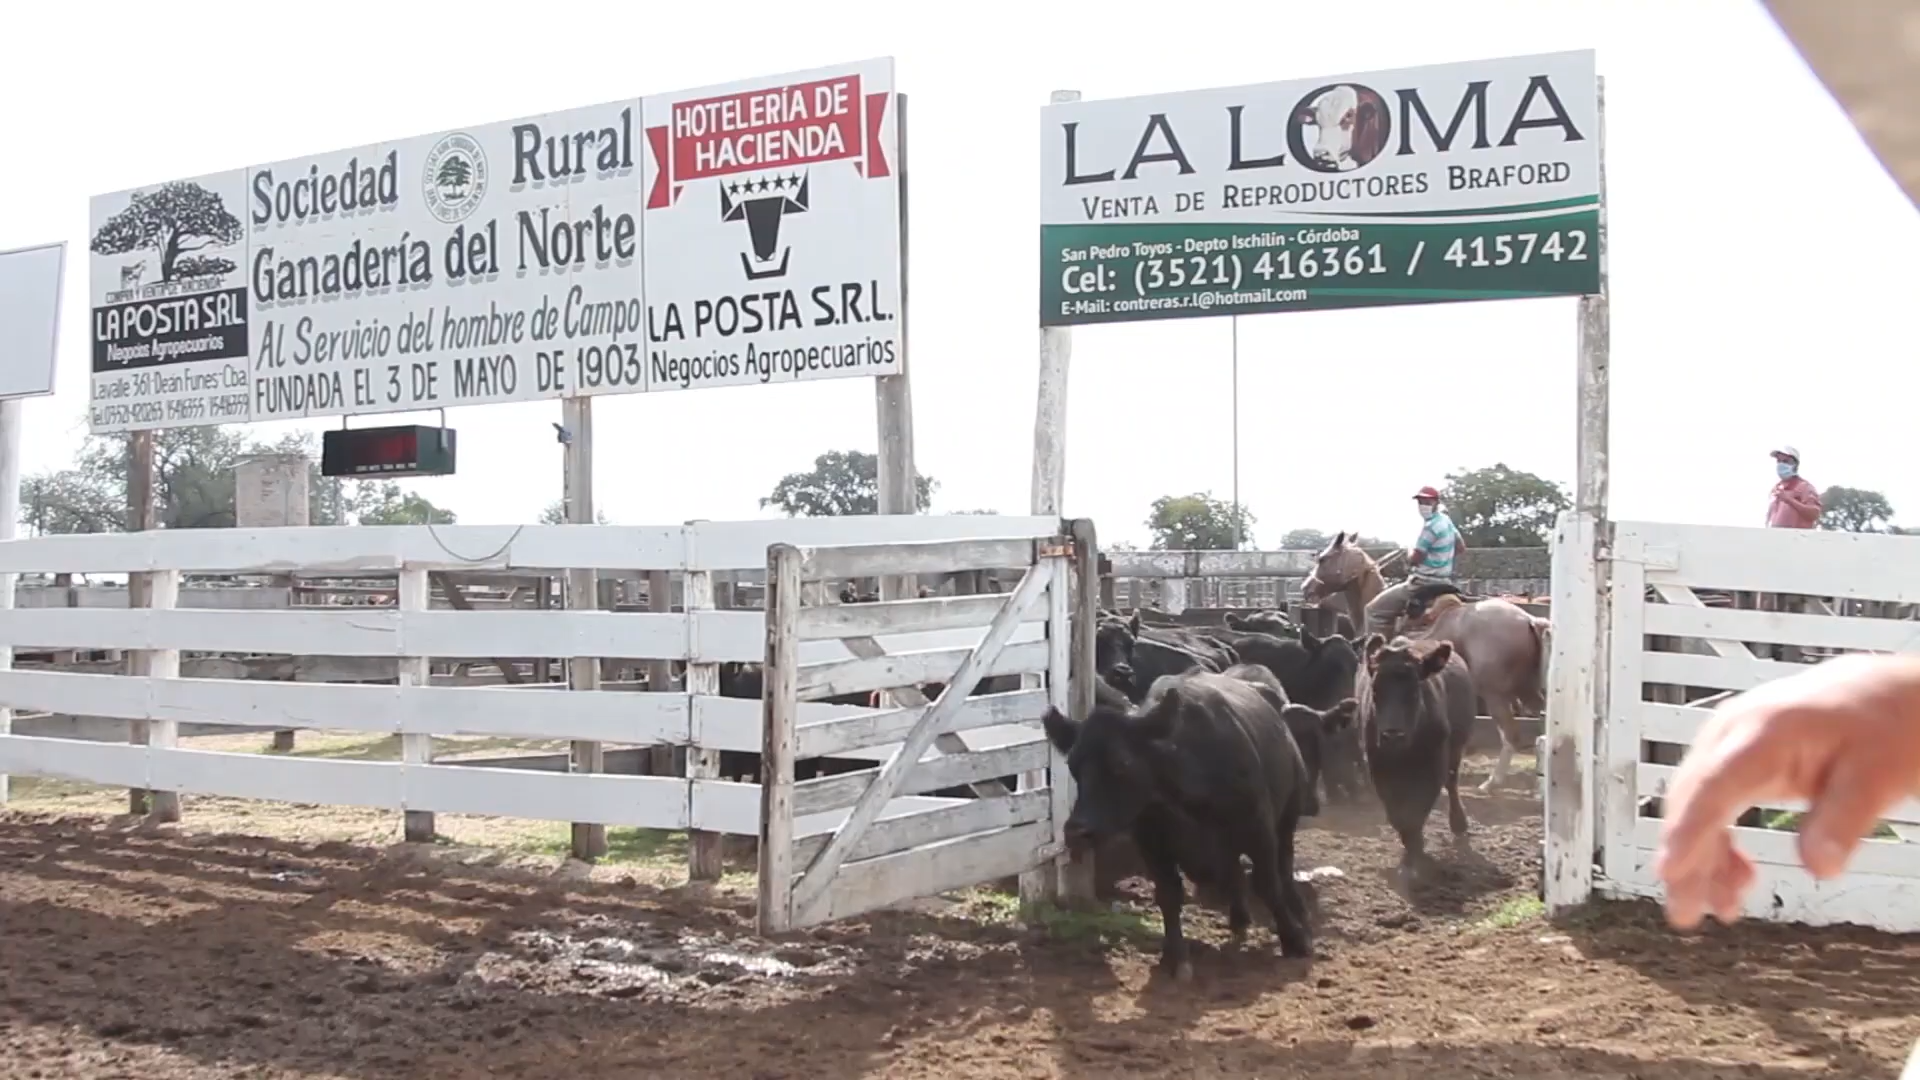 COMPRA Y VENTA DE HACIENDA
LA POSTA SRL
Negocios Agropecuarios
Lavalle 361-Deán Funes-Cba.
Sociedad Rural
Ganadería del Norte
Al Servicio del hombre de Campo
FUNDADA EL 3 DE MAYO DE 1903
HOTELERÍA DE
HACIENDA
LA POSTA S.R.L.
Negocios Agropecuarios
LA LOMA
VENTA DE REPRODUCTORES BRAFORD
San Pedro Toyos - Depto Ischilín - Córdoba
Cel: (3521) 416361 / 415742
E-Mail: contreras.r.l@hotmail.com